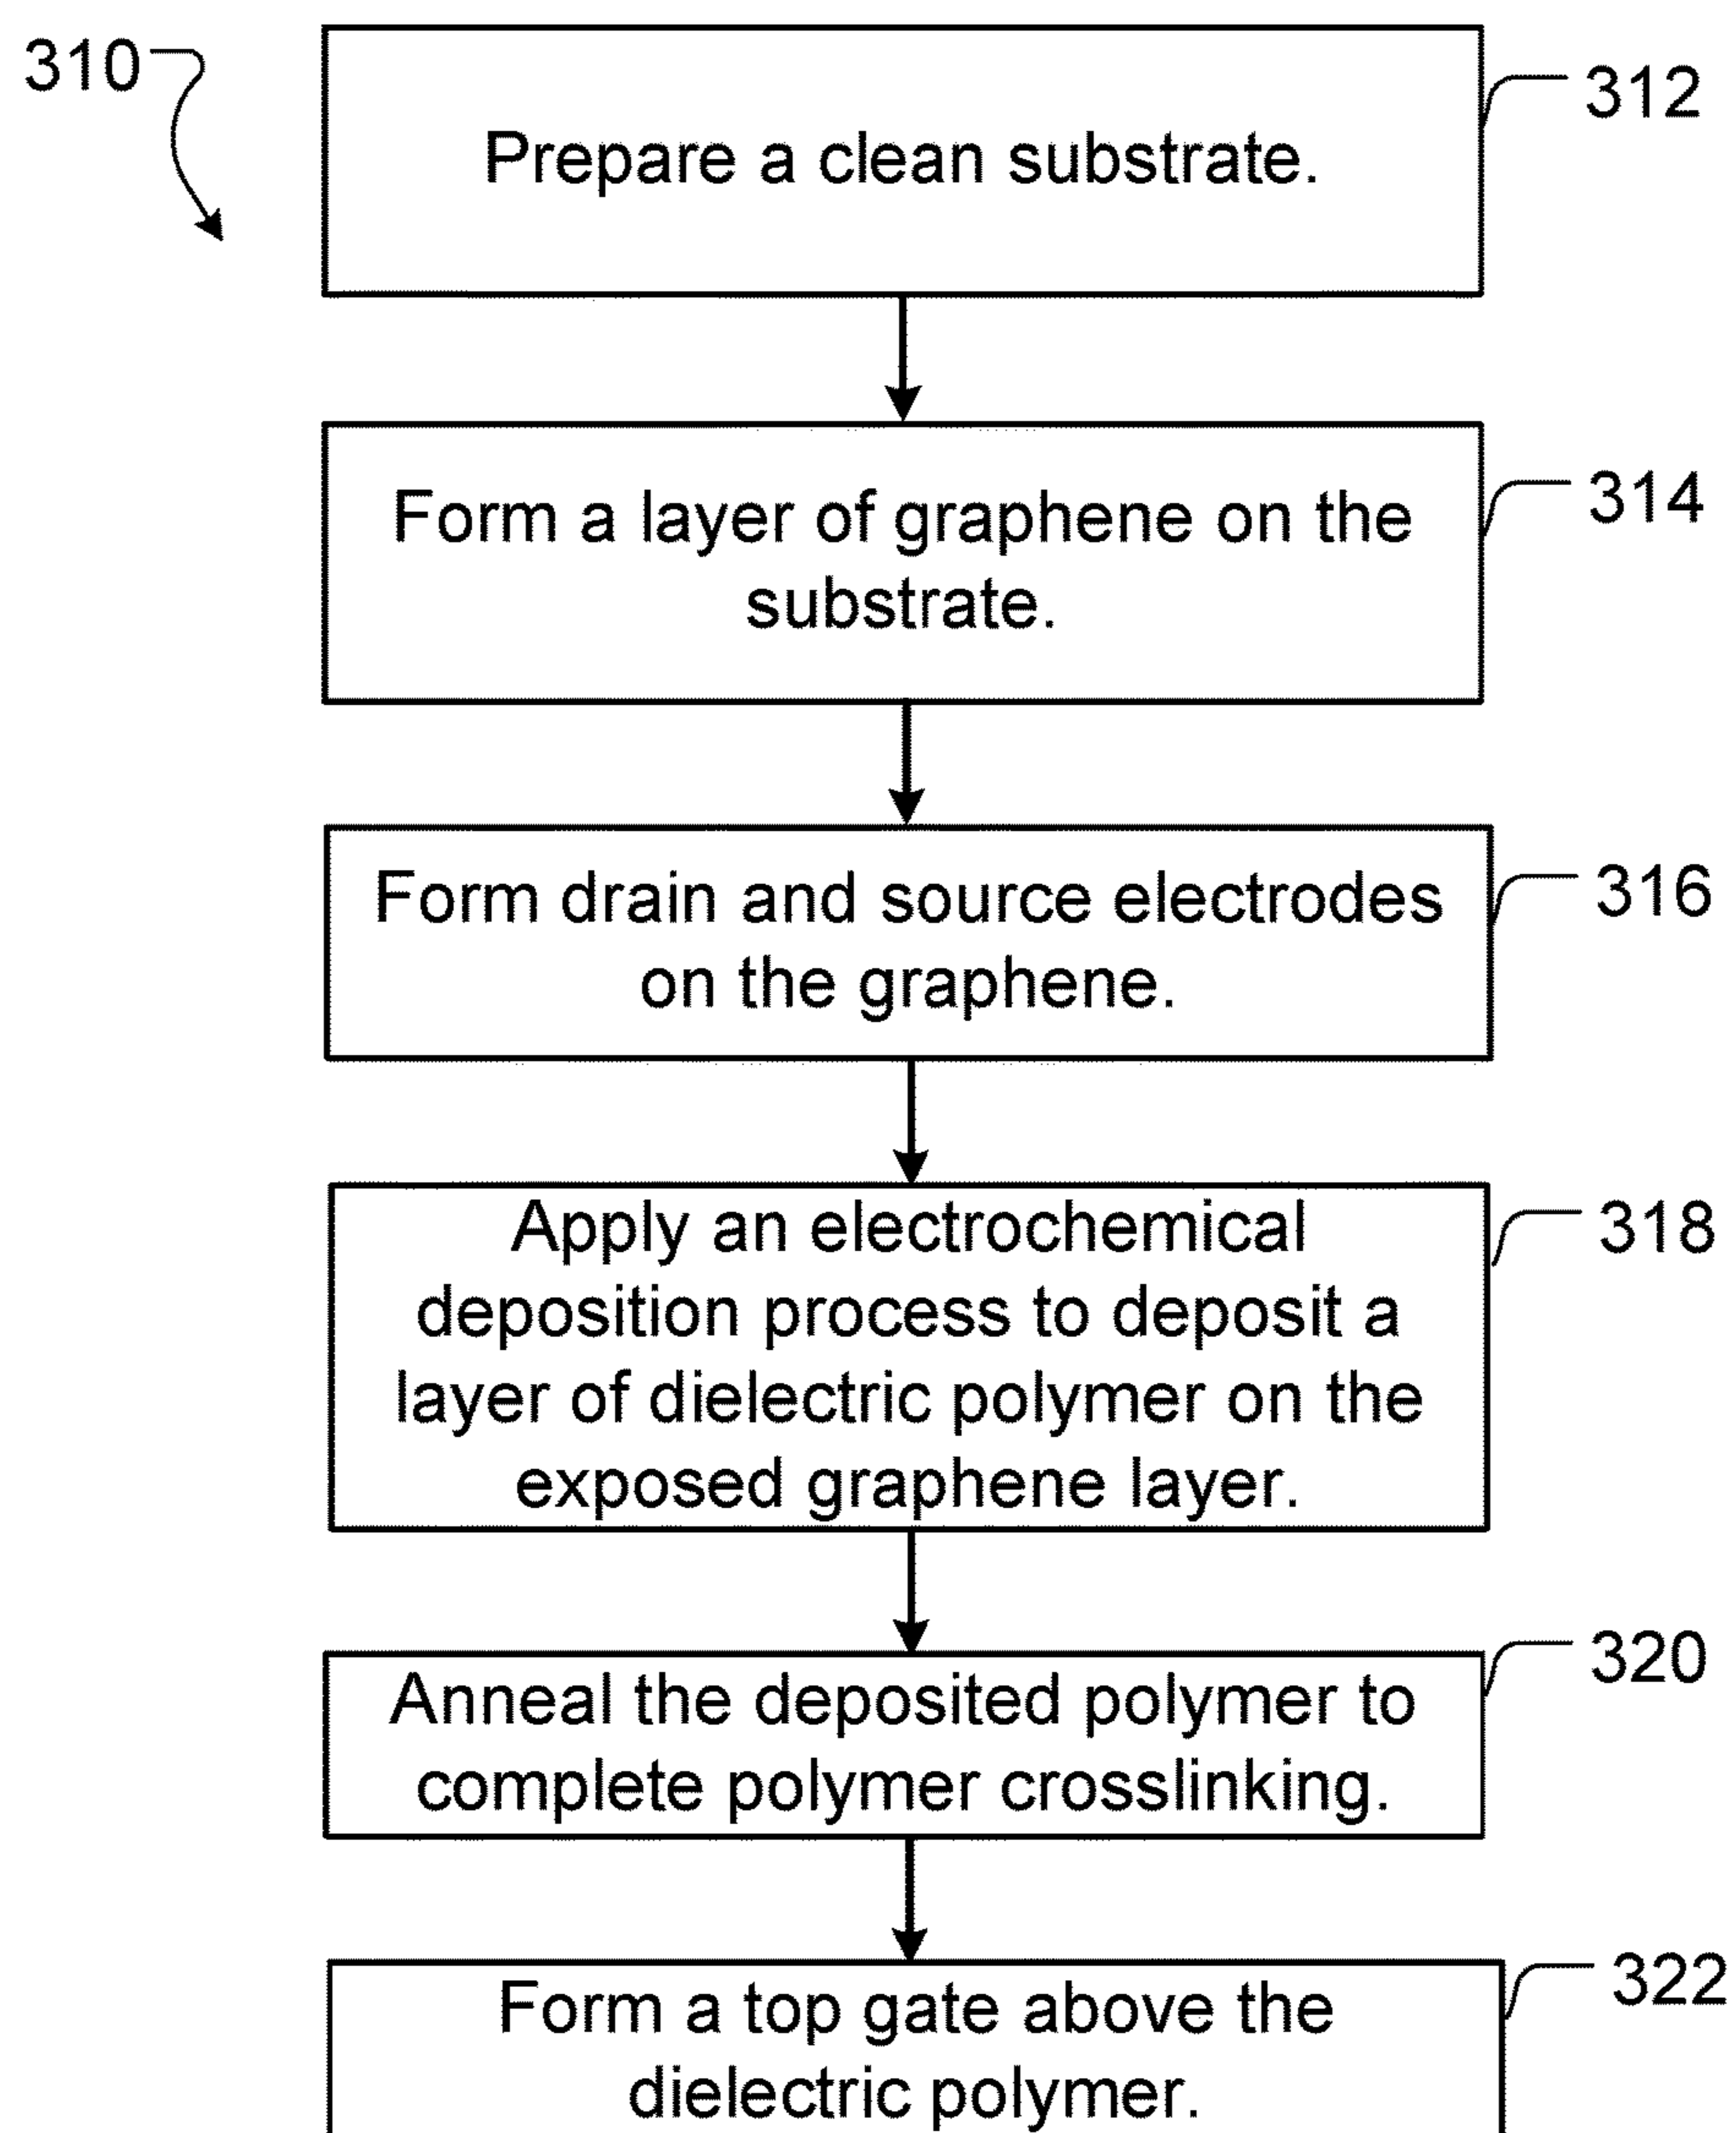 310
312
Prepare a clean substrate.
314
Form a layer of graphene on the
substrate.
316
Form drain and source electrodes
on the graphene.
318
Apply an electrochemical
deposition process to deposit a
layer of dielectric polymer on the
exposed graphene layer.
320
Anneal the deposited polymer to
complete polymer crosslinking.
322
Form a top gate above the
dielectric polymer.